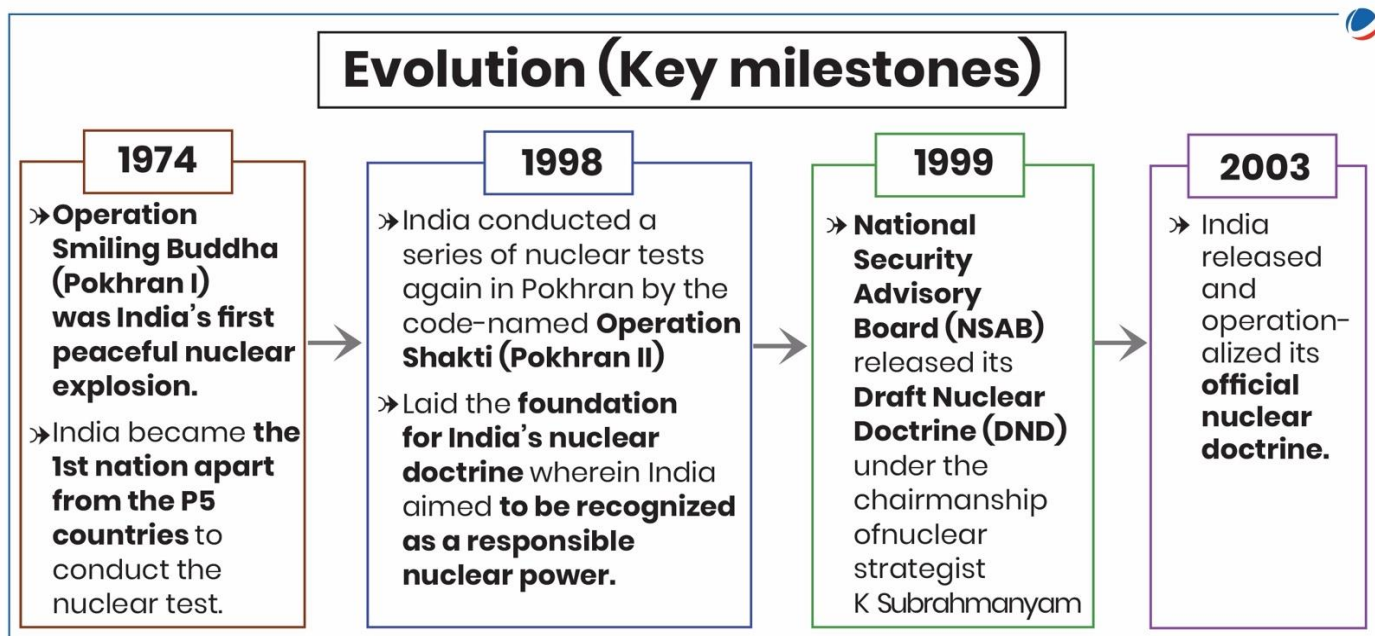 Evolution (Key milestones)
1974
➳Operation
Smiling Buddha
(Pokhran I)
was India's first
peaceful nuclear
explosion.
➳India became the
1st nation apart
from the P5
countries to
conduct the
nuclear test.
1998
➳India conducted a
series of nuclear tests
again in Pokhran by the
code-named Operation
Shakti (Pokhran II)
➳Laid the foundation
for India's nuclear
doctrine wherein India
aimed to be recognized
as a responsible
nuclear power.
1999
➳ National
Security
Advisory
Board (NSAB)
released its
Draft Nuclear
Doctrine (DND)
under the
chairmanship
ofnuclear
strategist
K Subrahmanyam
2003
➳ India
released
and
operation-
alized its
official
nuclear
doctrine.